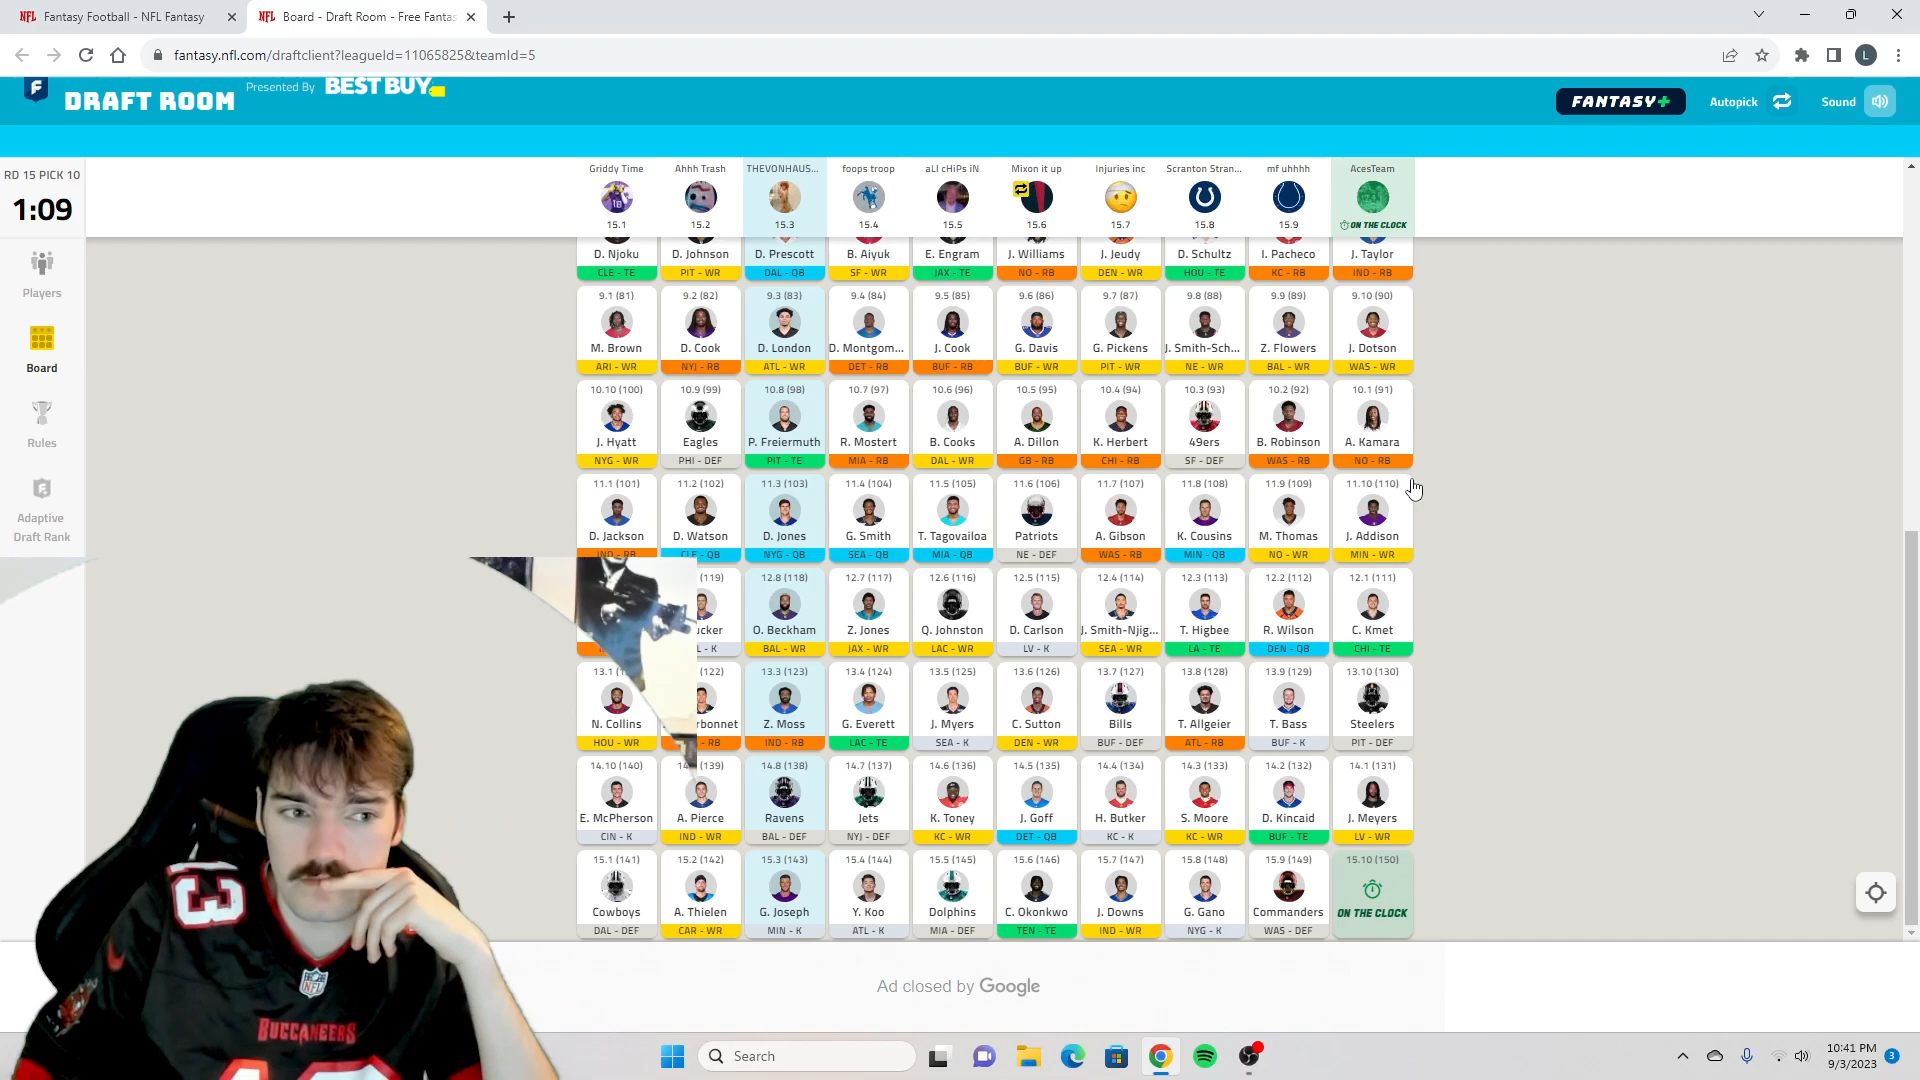 Fantasy Football - NFL Fantasy
Board - Draft Room - Free Fantas
fantasy.nfl.com/draftclient?leagueId=11065825&teamId=5
L
DRAFT ROOM
Presented By BEST BUY
FANTASY+
Autopick
Sound
RD 15 PICK 10
1:09
Players
Board
Rules
Adaptive
Draft Rank
Griddy Time Ahhh Trash THEVONHAUS... foops troop aLl cHiPs iN Mixon it up Injuries inc Scranton Stran... mf uhhhh AcesTeam
15.1 15.2 15.3 15.4 15.5 15.6 15.7 15.8 15.9 ON THE CLOCK
D. Njoku D. Johnson D. Prescott B. Aiyuk E. Engram J. Williams J. Jeudy D. Schultz I. Pacheco J. Taylor
CLE - TE PIT - WR DAL - QB SF - WR JAX - TE NO - RB DEN - WR HOU - TE KC - RB IND - RB
9.1 (81) 9.2 (82) 9.3 (83) 9.4 (84) 9.5 (85) 9.6 (86) 9.7 (87) 9.8 (88) 9.9 (89) 9.10 (90)
M. Brown D. Cook D. London D. Montgom... J. Cook G. Davis G. Pickens J. Smith-Sch... Z. Flowers J. Dotson
ARI - WR NYJ - RB ATL - WR DET - RB BUF - RB BUF - WR PIT - WR NE - WR BAL - WR WAS - WR
10.10 (100) 10.9 (99) 10.8 (98) 10.7 (97) 10.6 (96) 10.5 (95) 10.4 (94) 10.3 (93) 10.2 (92) 10.1 (91)
J. Hyatt Eagles P. Freiermuth R. Mostert B. Cooks A. Dillon K. Herbert 49ers B. Robinson A. Kamara
NYG - WR PHI - DEF PIT - TE MIA - RB DAL - WR GB - RB CHI - RB SF - DEF WAS - RB NO - RB
11.1 (101) 11.2 (102) 11.3 (103) 11.4 (104) 11.5 (105) 11.6 (106) 11.7 (107) 11.8 (108) 11.9 (109) 11.10 (110)
D. Jackson D. Watson D. Jones G. Smith T. Tagovailoa Patriots A. Gibson K. Cousins M. Thomas J. Addison
IND - RB CLE - QB NYG - QB SEA - QB MIA - QB NE - DEF WAS - RB MIN - QB NO - WR MIN - WR
(119) 12.8 (118) 12.7 (117) 12.6 (116) 12.5 (115) 12.4 (114) 12.3 (113) 12.2 (112) 12.1 (111)
ucker O. Beckham Z. Jones Q. Johnston D. Carlson J. Smith-Njig... T. Higbee R. Wilson C. Kmet
L - K BAL - WR JAX - WR LAC - WR LV - K SEA - WR LA - TE DEN - QB CHI - TE
13.1 (1 (122) 13.3 (123) 13.4 (124) 13.5 (125) 13.6 (126) 13.7 (127) 13.8 (128) 13.9 (129) 13.10 (130)
N. Collins rbonnet Z. Moss G. Everett J. Myers C. Sutton Bills T. Allgeier T. Bass Steelers
HOU - WR - RB IND - RB LAC - TE SEA - K DEN - WR BUF - DEF ATL - RB BUF - K PIT - DEF
14.10 (140) 14. (139) 14.8 (138) 14.7 (137) 14.6 (136) 14.5 (135) 14.4 (134) 14.3 (133) 14.2 (132) 14.1 (131)
E. McPherson A. Pierce Ravens Jets K. Toney J. Goff H. Butker S. Moore D. Kincaid J. Meyers
CIN - K IND - WR BAL - DEF NYJ - DEF KC - WR DET - QB KC - K KC - WR BUF - TE LV - WR
15.1 (141) 15.2 (142) 15.3 (143) 15.4 (144) 15.5 (145) 15.6 (146) 15.7 (147) 15.8 (148) 15.9 (149) 15.10 (150)
Cowboys A. Thielen G. Joseph Y. Koo Dolphins C. Okonkwo J. Downs G. Gano Commanders ON THE CLOCK
DAL - DEF CAR - WR MIN - K ATL - K MIA - DEF TEN - TE IND - WR NYG - K WAS - DEF
13
NFL
BUCCANEERS
Ad closed by Google
Search
10:41 PM
9/3/2023
3